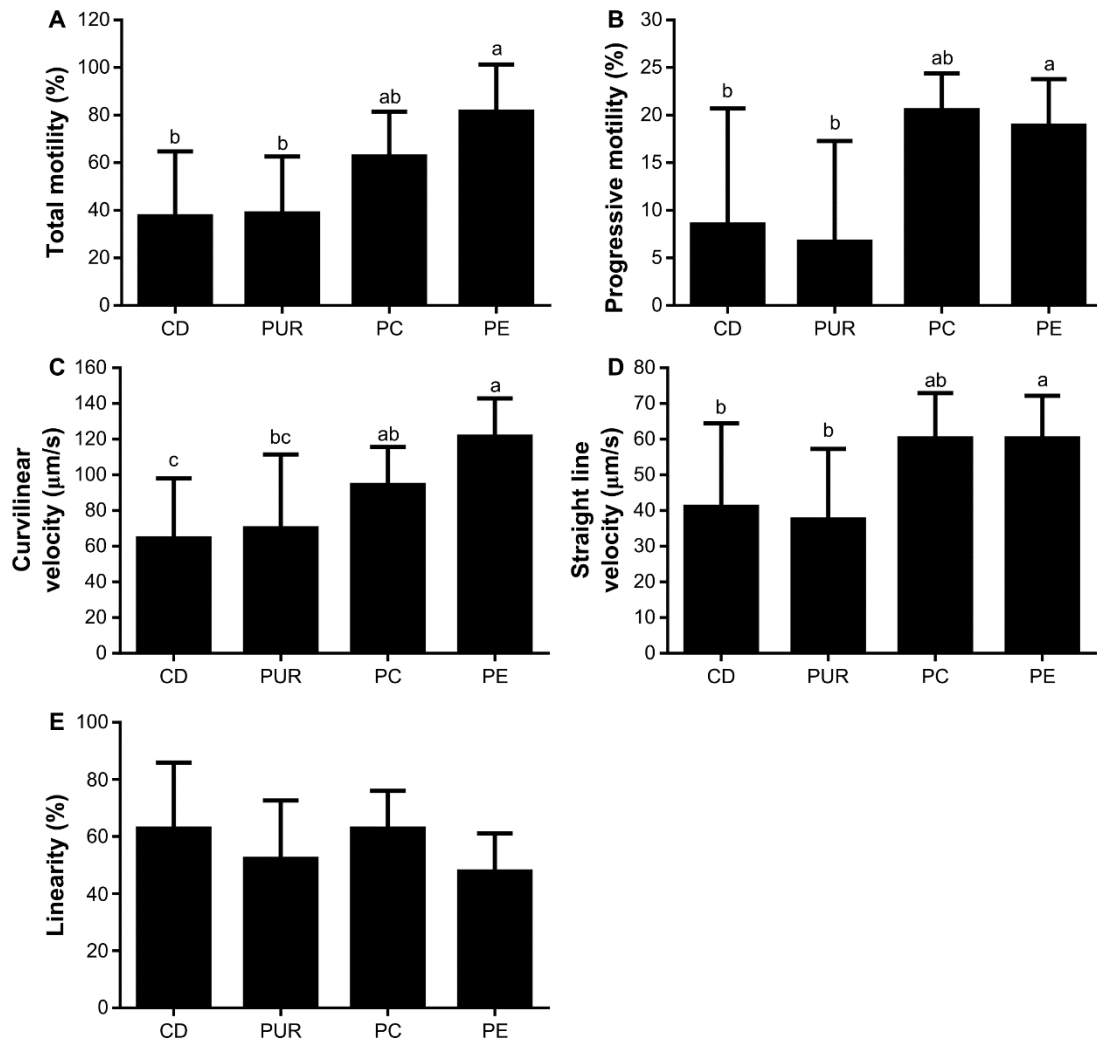 A
Total motility (%)
120
100
80
60
40
20
0
b
b
ab
a
CD PUR PC PE
B
Progressive motility (%)
30
25
20
15
10
5
0
b
b
ab
a
CD PUR PC PE
C
Curvilinear
velocity (μm/s)
160
140
120
100
80
60
40
20
0
c
bc
ab
a
CD PUR PC PE
D
Straight line
velocity (μm/s)
80
70
60
50
40
30
20
10
0
b
b
ab
a
CD PUR PC PE
E
Linearity (%)
100
80
60
40
20
0
CD PUR PC PE